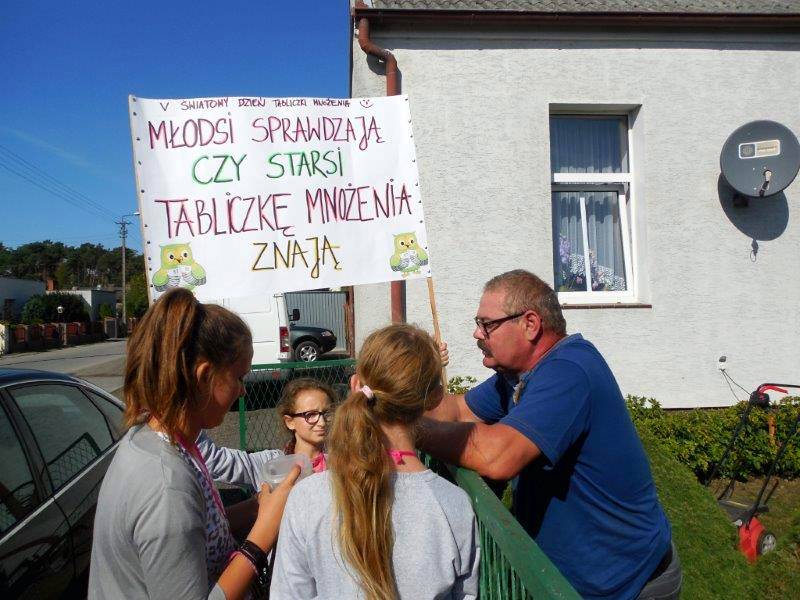 V ŚWIATOWY DZIEŃ TABLICZKI MNOŻENIA
MŁODSI SPRAWDZAJĄ
CZY STARSI
TABLICZKĘ MNOŻENIA
ZNAJĄ